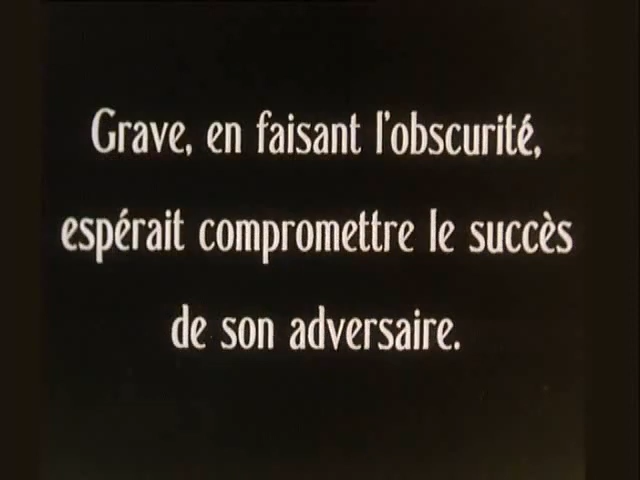 Grave, en faisant l'obscurité,
espérait compromettre le succès
de son adversaire.